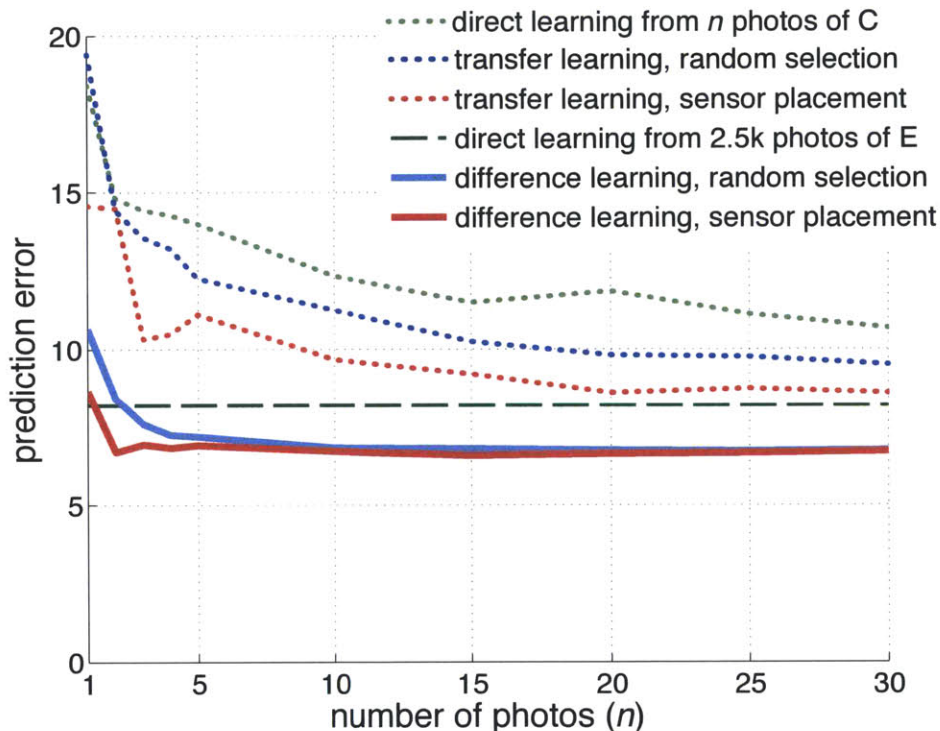 direct learning from n photos of C
transfer learning, random selection
transfer learning, sensor placement
direct learning from 2.5k photos of E
difference learning, random selection
difference learning, sensor placement
20
15
10
5
0
prediction error
1 5 10 15 20 25 30
number of photos (n)